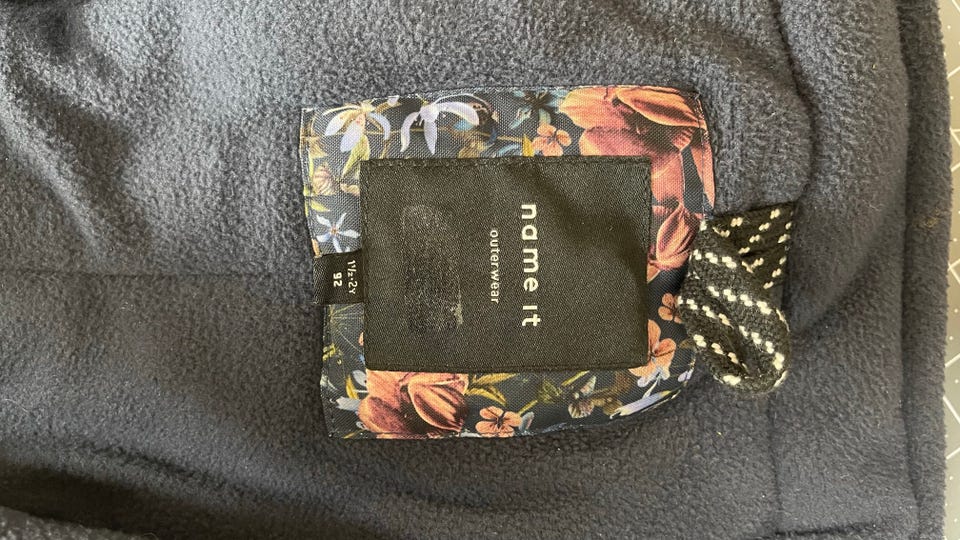 name it
outerwear
1½-2Y
92